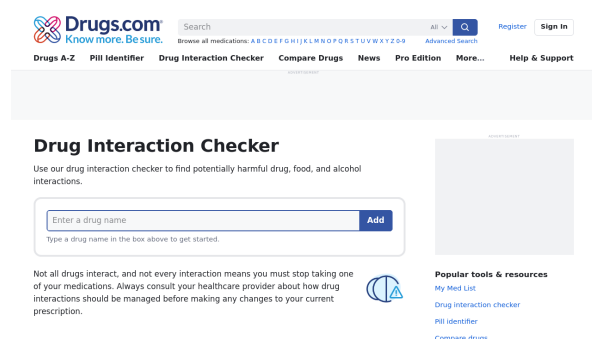 Drugs.com
Know more. Be sure.
Search
All
Register
Sign In
Browse all medications: A B C D E F G H I J K L M N O P Q R S T U V W X Y Z 0-9
Advanced Search
Drugs A-Z Pill Identifier Drug Interaction Checker Compare Drugs News Pro Edition More... Help & Support
ADVERTISEMENT
ADVERTISEMENT
Drug Interaction Checker
Use our drug interaction checker to find potentially harmful drug, food, and alcohol
interactions.
Enter a drug name
Add
Type a drug name in the box above to get started.
Not all drugs interact, and not every interaction means you must stop taking one
of your medications. Always consult your healthcare provider about how drug
interactions should be managed before making any changes to your current
prescription.
Popular tools & resources
My Med List
Drug interaction checker
Pill identifier
Compare drugs